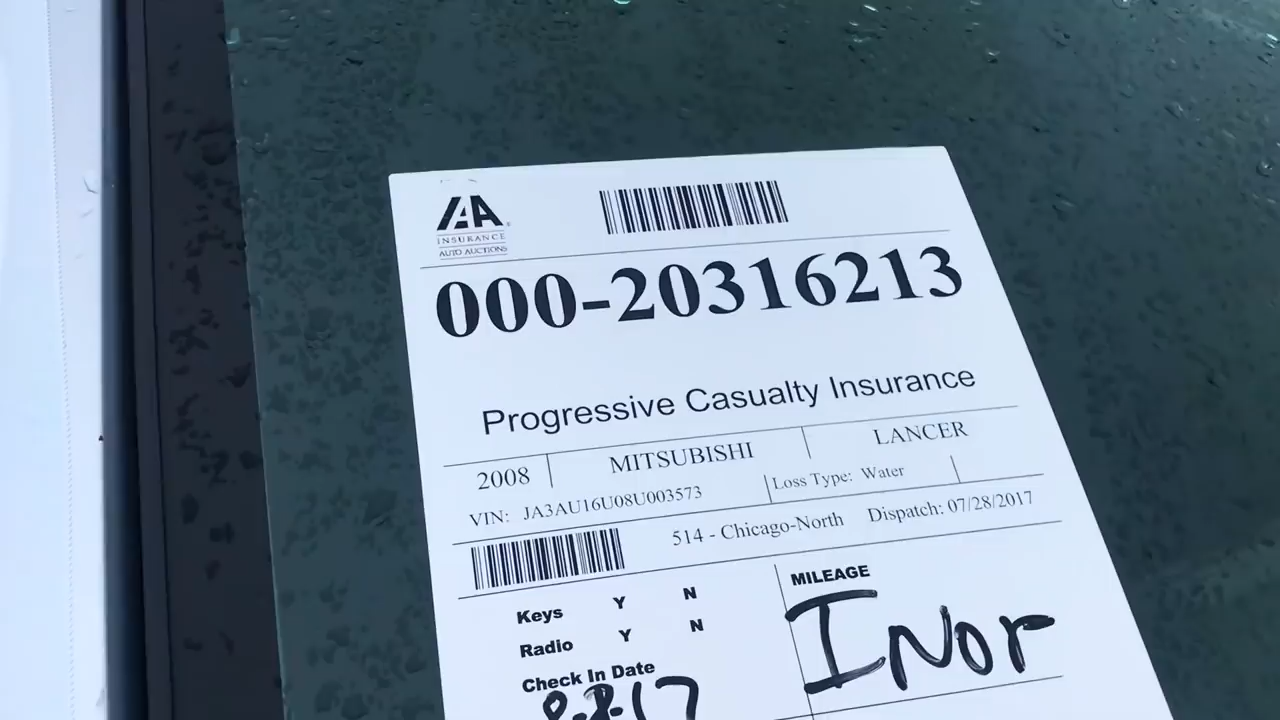 IAA
INSURANCE
AUTO AUCTIONS
000-20316213
Progressive Casualty Insurance
2008 MITSUBISHI LANCER
VIN: JA3AU16U08U003573 Loss Type: Water
514 - Chicago-North Dispatch: 07/28/2017
Keys Y N MILEAGE
Radio Y N INor
Check In Date
8-8-17